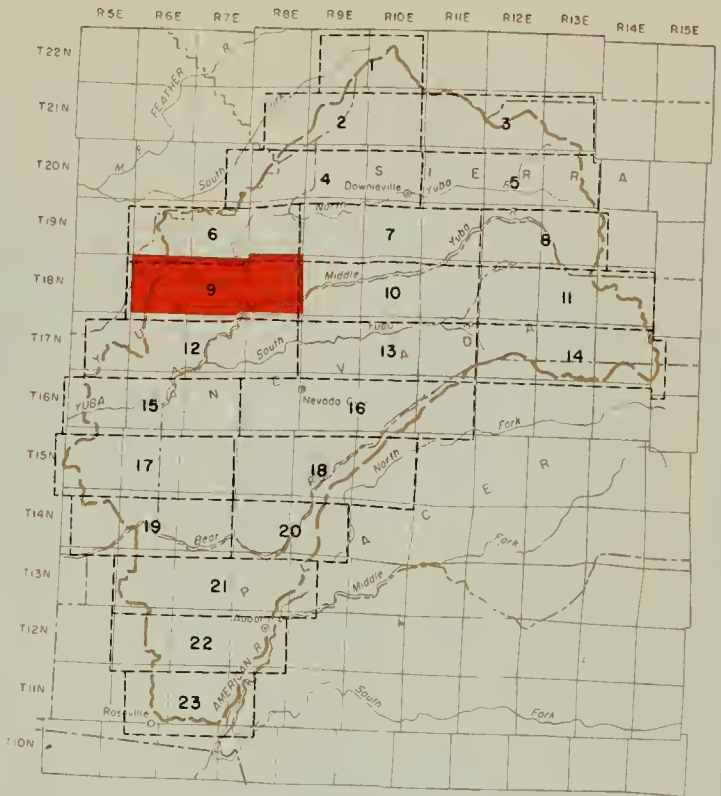 R5E R6E R7E R8E R9E R10E R11E R12E R13E R14E R15E
T22N
FEATHER R
1
T21N
2
3
M F
South
T20N
4
S I E R R A
5
Downieville
Yuba
North
T19N
6
7
Yuba R
8
T18N
9
Middle
10
11
T17N
12
South
Yuba
13
14
N E V A D A
T16N
YUBA
15
Nevada C
16
Fork
T15N
17
18
North
T14N
19
Bear R
20
Fork
T13N
21
Middle
P L A C E R
T12N
22
Auburn
AMERICAN R
T11N
23
Roseville
South
Fork
T10N